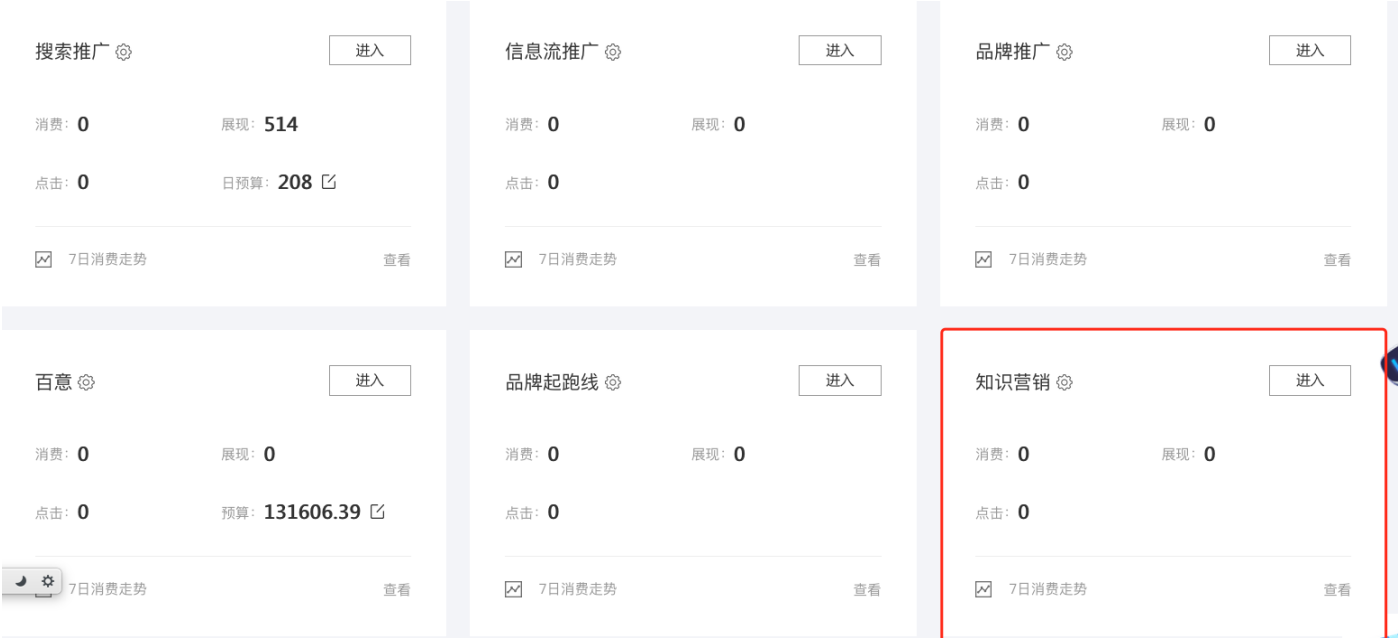 搜索推广 进入
消费：0 展现：514
点击：0 日预算：208
7日消费走势 查看
信息流推广 进入
消费：0 展现：0
点击：0
7日消费走势 查看
品牌推广 进入
消费：0 展现：0
点击：0
7日消费走势 查看
百意 进入
消费：0 展现：0
点击：0 预算：131606.39
7日消费走势 查看
品牌起跑线 进入
消费：0 展现：0
点击：0
7日消费走势 查看
知识营销 进入
消费：0 展现：0
点击：0
7日消费走势 查看